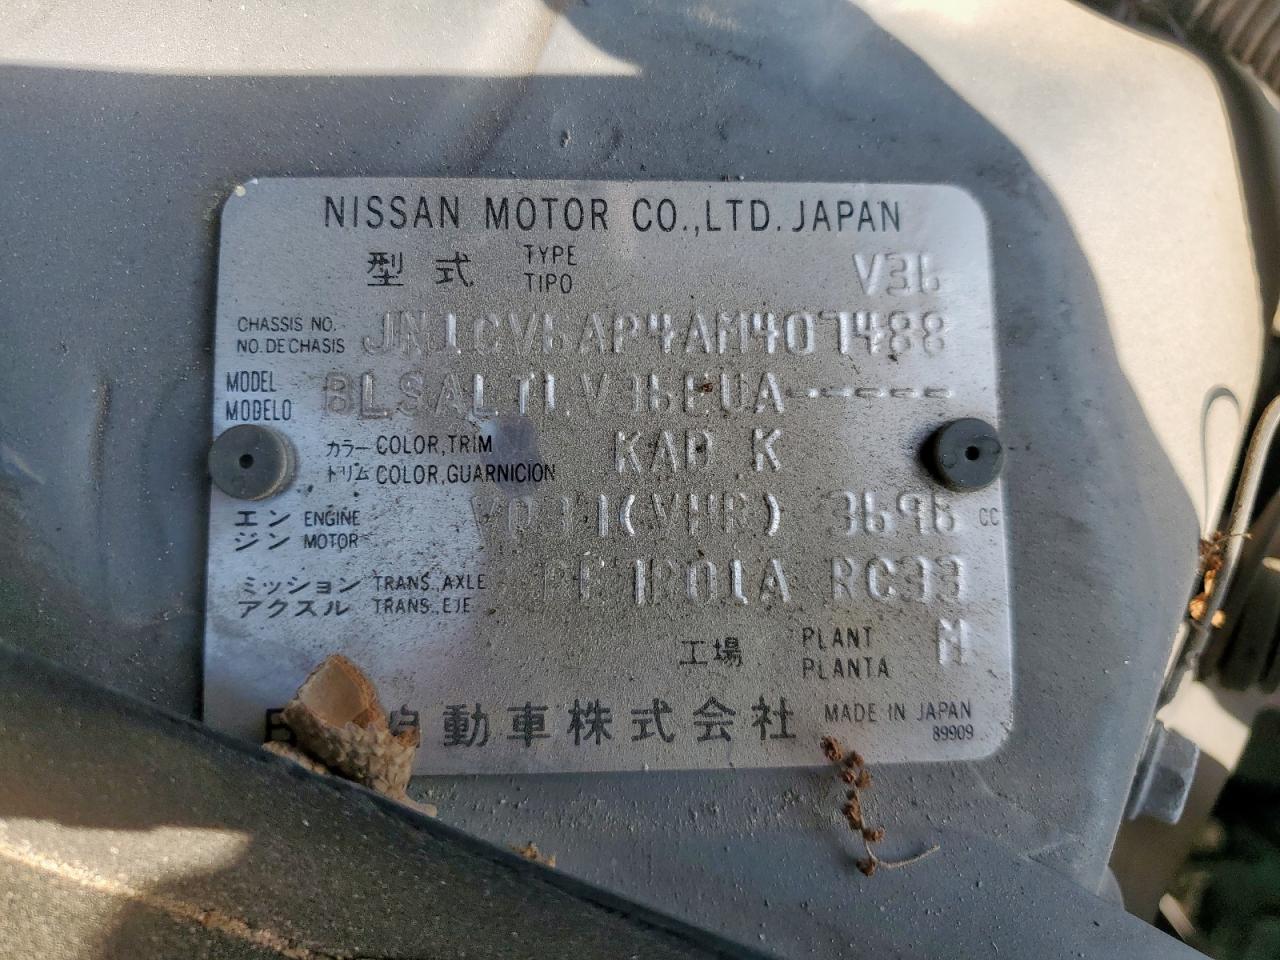 NISSAN MOTOR CO., LTD. JAPAN
型式 TYPE TIPO V36
CHASSIS NO. NO. DE CHASIS JN1CV6AP4AM407488
MODEL MODELO BLSALTLV36EUA-----
カラー COLOR, TRIM
トリム COLOR, GUARNICION KAD K
エンジン ENGINE MOTOR VQ37(VHR) 3696 CC
ミッション TRANS., AXLE
アクスル TRANS., EJE RE7R01A RC33
工場 PLANT PLANTA M
自動車株式会社 MADE IN JAPAN
89909